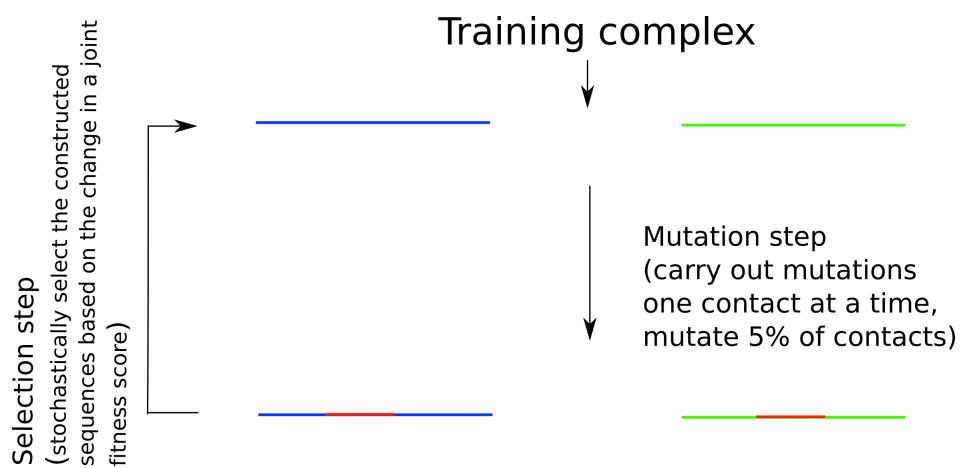 Training complex
Selection step
(stochastically select the constructed
sequences based on the change in a joint
fitness score)
Mutation step
(carry out mutations
one contact at a time,
mutate 5% of contacts)